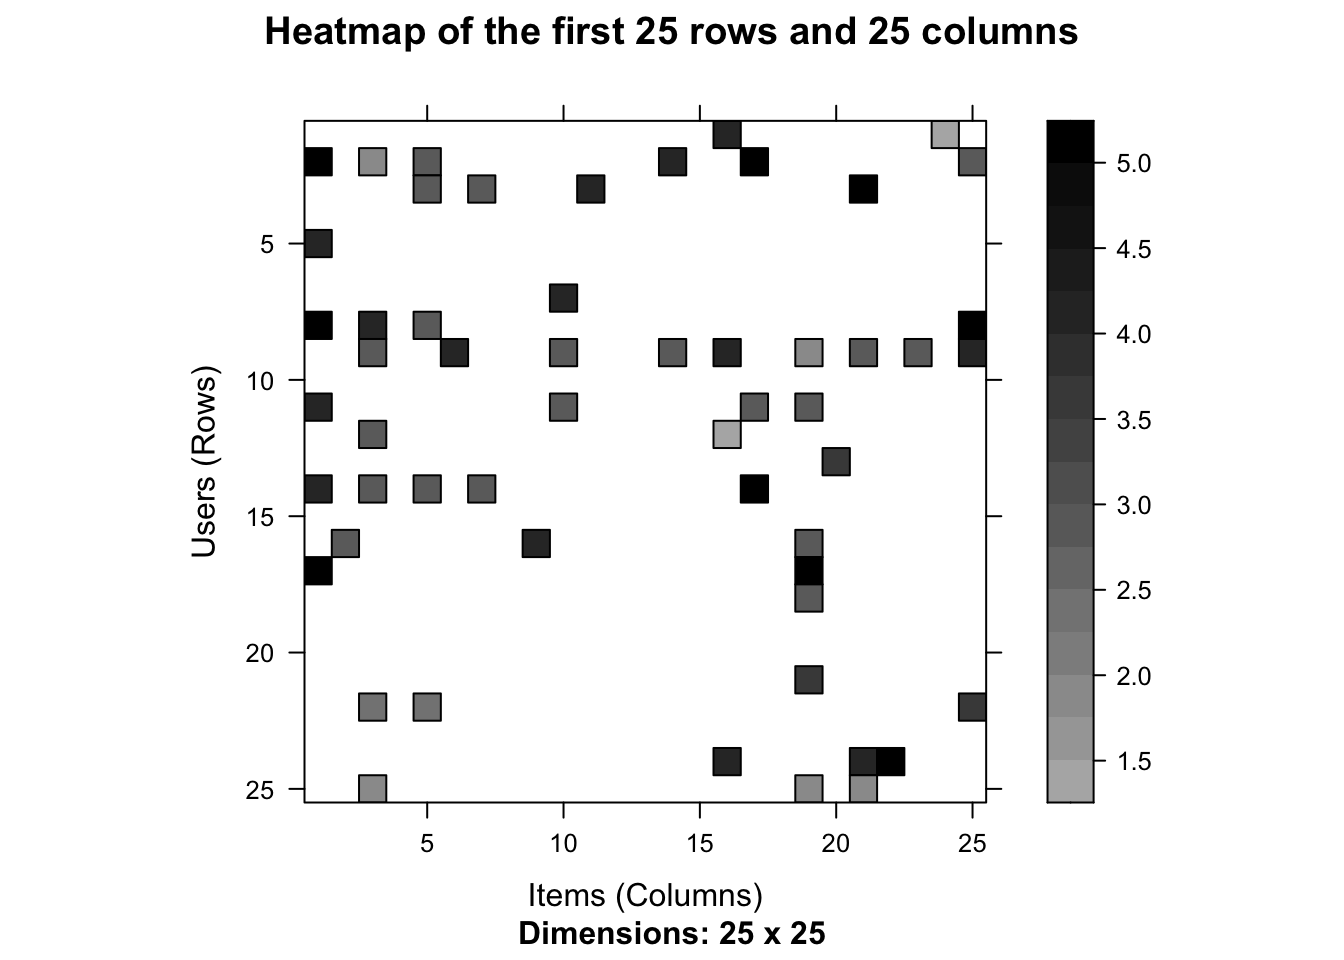 Heatmap of the first 25 rows and 25 columns
5
10
15
20
25
Users (Rows)
5.0
4.5
4.0
3.5
3.0
2.5
2.0
1.5
5 10 15 20 25
Items (Columns)
Dimensions: 25 x 25